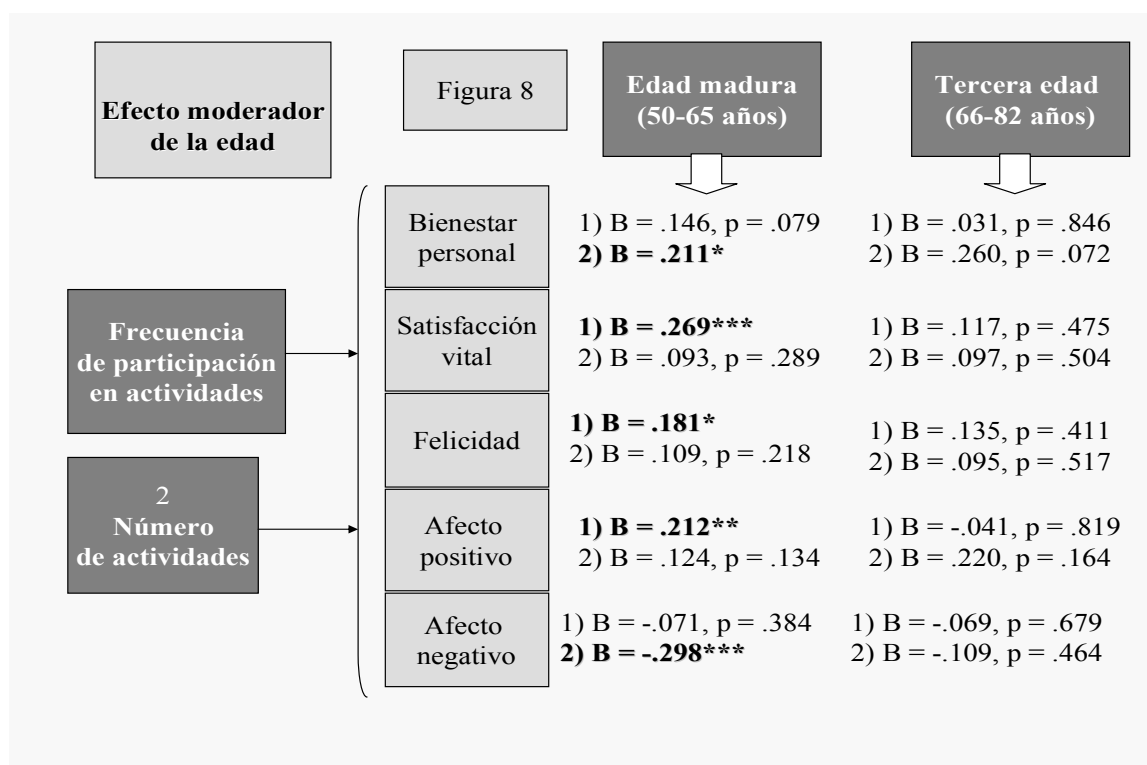 Efecto moderador
de la edad
Figura 8
Edad madura
(50-65 años)
Tercera edad
(66-82 años)
Frecuencia
de participación
en actividades
2
Número
de actividades
Bienestar
personal
1) B = .146, p = .079
2) B = .211*
1) B = .031, p = .846
2) B = .260, p = .072
Satisfacción
vital
1) B = .269***
2) B = .093, p = .289
1) B = .117, p = .475
2) B = .097, p = .504
Felicidad
1) B = .181*
2) B = .109, p = .218
1) B = .135, p = .411
2) B = .095, p = .517
Afecto
positivo
1) B = .212**
2) B = .124, p = .134
1) B = -.041, p = .819
2) B = .220, p = .164
Afecto
negativo
1) B = -.071, p = .384
2) B = -.298***
1) B = -.069, p = .679
2) B = -.109, p = .464